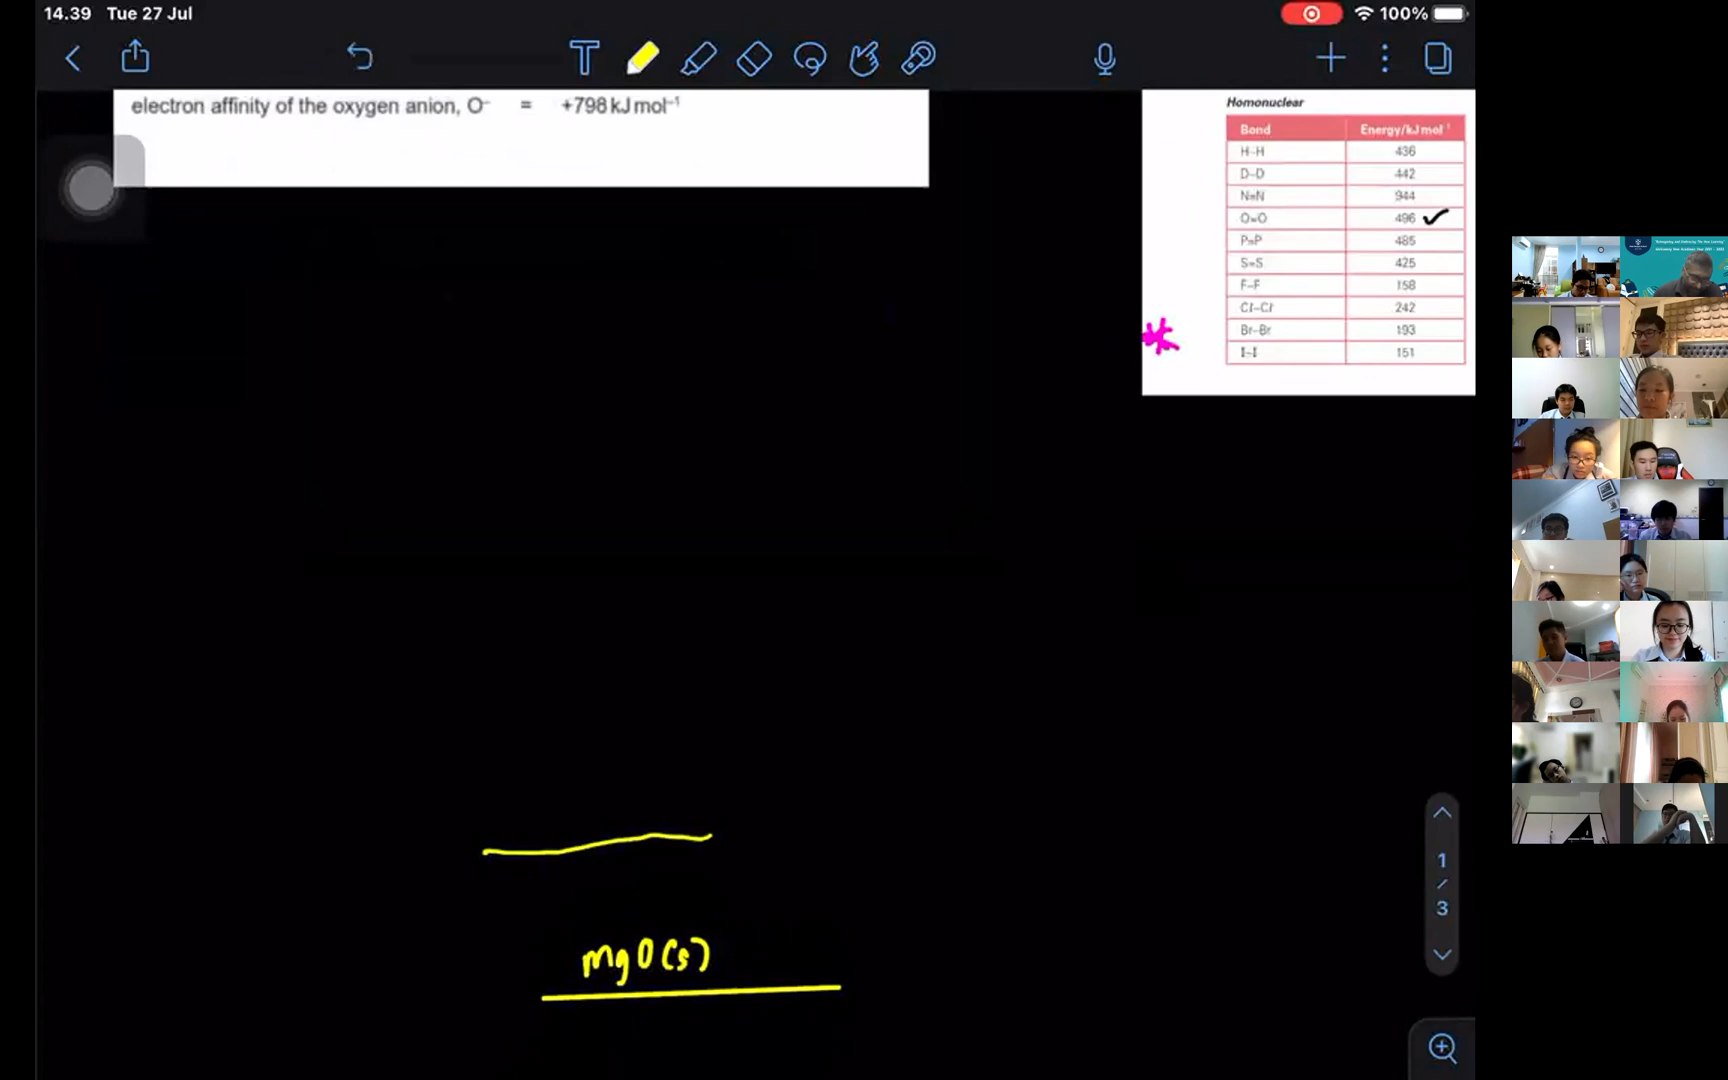 14.39 Tue 27 Jul
100%
electron affinity of the oxygen anion, O⁻ = +798 kJ mol⁻¹
Homonuclear
Bond Energy/kJ mol⁻¹
H–H 436
D–D 442
N≡N 944
O=O 496 ✓
P≡P 485
S=S 425
F–F 158
Cl–Cl 242
Br–Br 193
I–I 151
T
1
/
3
mgO(s)